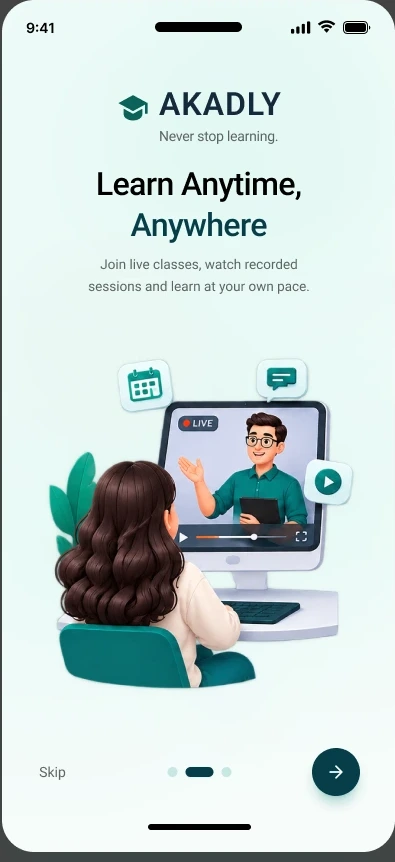 9:41
AKADLY
Never stop learning.
Learn Anytime,
Anywhere
Join live classes, watch recorded
sessions and learn at your own pace.
LIVE
Skip